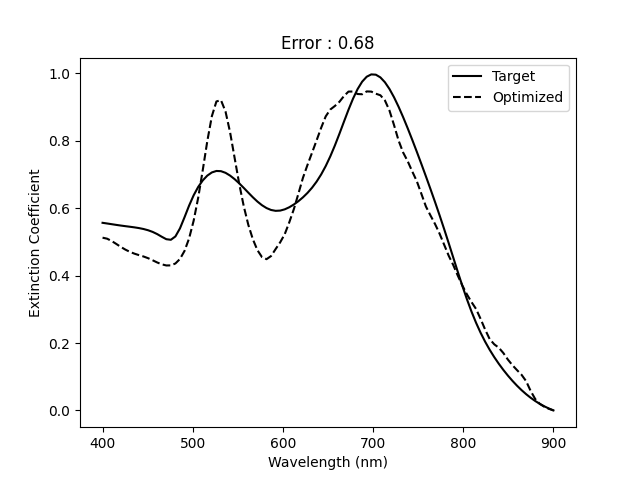 Error : 0.68
Target
Optimized
1.0
0.8
0.6
0.4
0.2
0.0
Extinction Coefficient
400 500 600 700 800 900
Wavelength (nm)